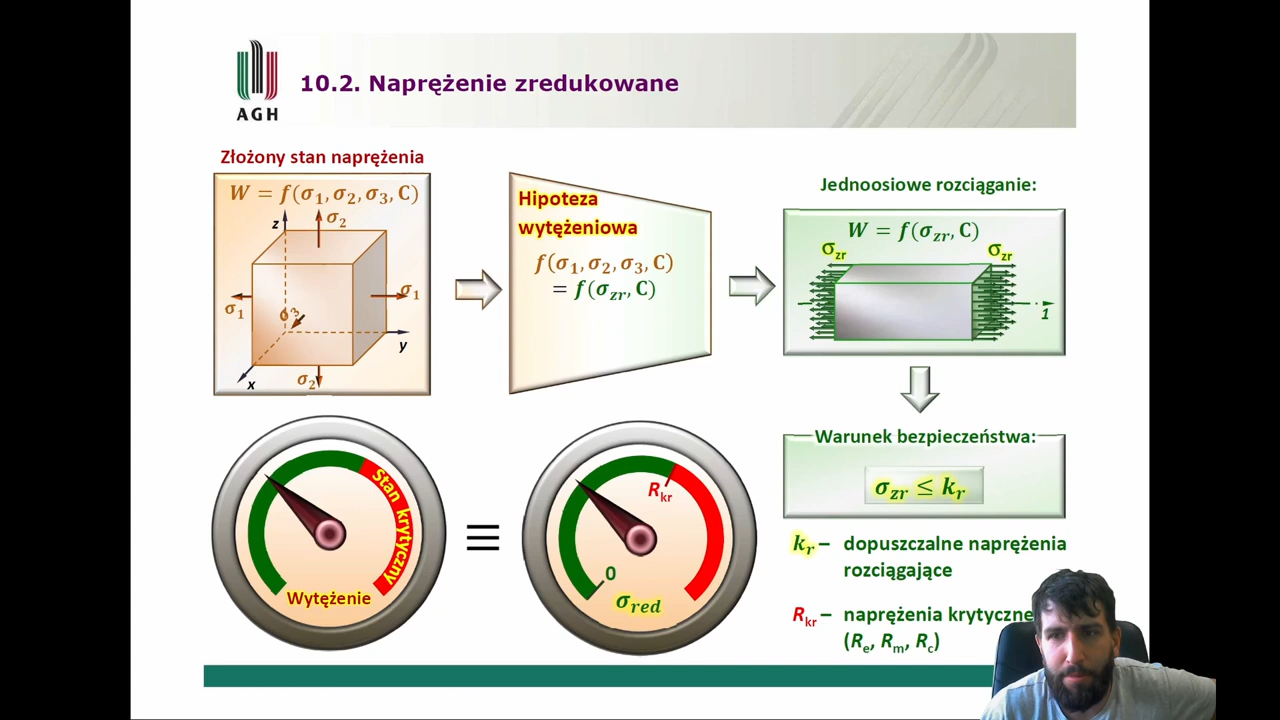 AGH
10.2. Naprężenie zredukowane
Złożony stan naprężenia
W = f(σ₁, σ₂, σ₃, C)
z
σ₂
σ₁
σ₁
σ₃
y
x
σ₂
Hipoteza
wytężeniowa
f(σ₁, σ₂, σ₃, C)
= f(σzr, C)
Jednoosiowe rozciąganie:
W = f(σzr, C)
σzr
σzr
1
Stan krytyczny
Wytężenie
≡
Rkr
0
σred
Warunek bezpieczeństwa:
σzr ≤ kr
kr – dopuszczalne naprężenia
rozciągające
Rkr – naprężenia krytyczne
(Re, Rm, Rc)